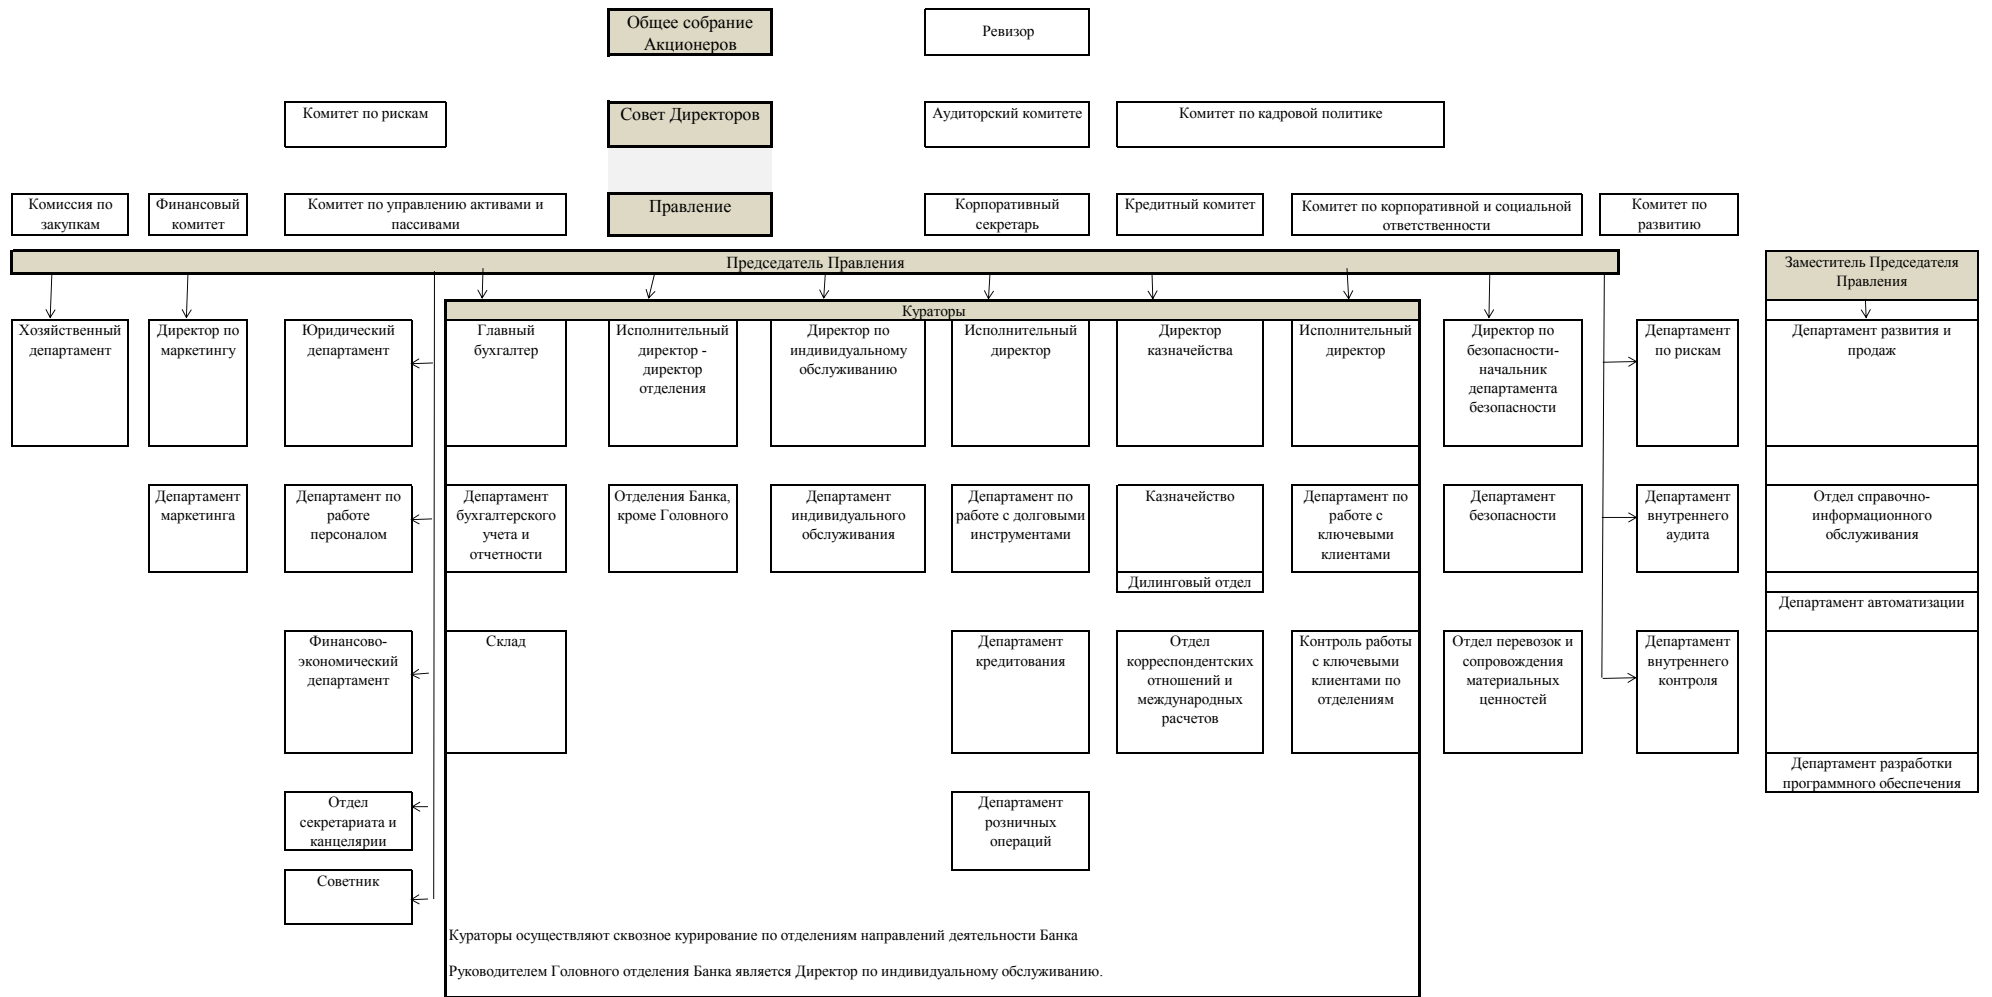 Общее собрание
Акционеров
Ревизор
Комитет по рискам
Совет Директоров
Аудиторский комитете
Комитет по кадровой политике
Комиссия по
закупкам
Финансовый
комитет
Комитет по управлению активами и
пассивами
Правление
Корпоративный
секретарь
Кредитный комитет
Комитет по корпоративной и социальной
ответственности
Комитет по
развитию
Председатель Правления
Заместитель Председателя
Правления
Кураторы
Хозяйственный
департамент
Директор по
маркетингу
Юридический
департамент
Главный
бухгалтер
Исполнительный
директор -
директор
отделения
Директор по
индивидуальному
обслуживанию
Исполнительный
директор
Директор
казначейства
Исполнительный
директор
Директор по
безопасности-
начальник
департамента
безопасности
Департамент
по рискам
Департамент развития и
продаж
Департамент
маркетинга
Департамент по
работе
персоналом
Департамент
бухгалтерского
учета и
отчетности
Отделения Банка,
кроме Головного
Департамент
индивидуального
обслуживания
Департамент по
работе с долговыми
инструментами
Казначейство
Дилинговый отдел
Департамент по
работе с
ключевыми
клиентами
Департамент
безопасности
Департамент
внутреннего
аудита
Отдел справочно-
информационного
обслуживания
Департамент автоматизации
Финансово-
экономический
департамент
Склад
Департамент
кредитования
Отдел
корреспондентских
отношений и
международных
расчетов
Контроль работы
с ключевыми
клиентами по
отделениям
Отдел перевозок и
сопровождения
материальных
ценностей
Департамент
внутреннего
контроля
Департамент разработки
программного обеспечения
Отдел
секретариата и
канцелярии
Департамент
розничных
операций
Советник
Кураторы осуществляют сквозное курирование по отделениям направлений деятельности Банка
Руководителем Головного отделения Банка является Директор по индивидуальному обслуживанию.